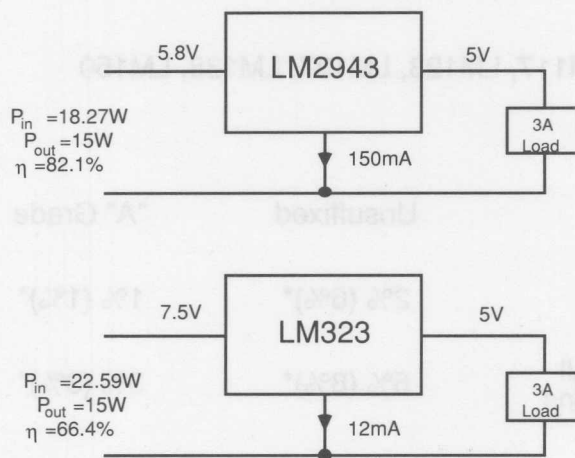 5.8V
LM2943
5V
P_in =18.27W
P_out =15W
η =82.1%
150mA
3A
Load
7.5V
LM323
5V
P_in =22.59W
P_out =15W
η =66.4%
12mA
3A
Load